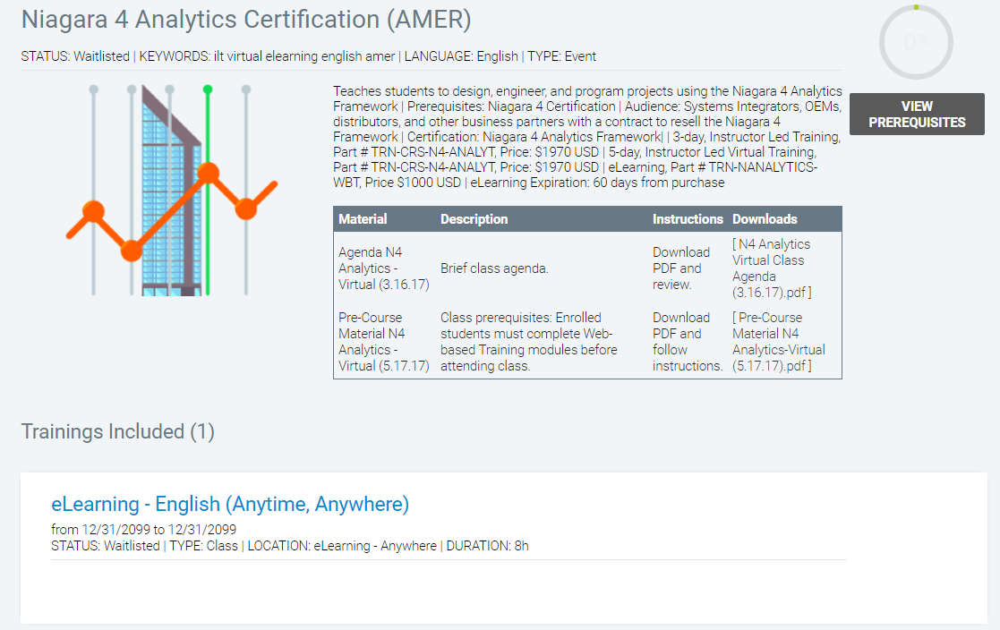 Niagara 4 Analytics Certification (AMER)
0%
STATUS: Waitlisted | KEYWORDS: ilt virtual elearning english amer | LANGUAGE: English | TYPE: Event
VIEW
PREREQUISITES
Teaches students to design, engineer, and program projects using the Niagara 4 Analytics
Framework | Prerequisites: Niagara 4 Certification | Audience: Systems Integrators, OEMs,
distributors, and other business partners with a contract to resell the Niagara 4
Framework | Certification: Niagara 4 Analytics Framework| | 3-day, Instructor Led Training,
Part # TRN-CRS-N4-ANALYT, Price: $1970 USD | 5-day, Instructor Led Virtual Training,
Part # TRN-CRS-N4-ANALYT, Price: $1970 USD | eLearning, Part # TRN-NANALYTICS-
WBT, Price $1000 USD | eLearning Expiration: 60 days from purchase
Material Description Instructions Downloads
Agenda N4
Analytics -
Virtual (3.16.17)
Brief class agenda.
Download
PDF and
review.
[ N4 Analytics
Virtual Class
Agenda
(3.16.17).pdf ]
Pre-Course
Material N4
Analytics -
Virtual (5.17.17)
Class prerequisites: Enrolled
students must complete Web-
based Training modules before
attending class.
Download
PDF and
follow
instructions.
[ Pre-Course
Material N4
Analytics-Virtual
(5.17.17).pdf ]
Trainings Included (1)
eLearning - English (Anytime, Anywhere)
from 12/31/2099 to 12/31/2099
STATUS: Waitlisted | TYPE: Class | LOCATION: eLearning - Anywhere | DURATION: 8h